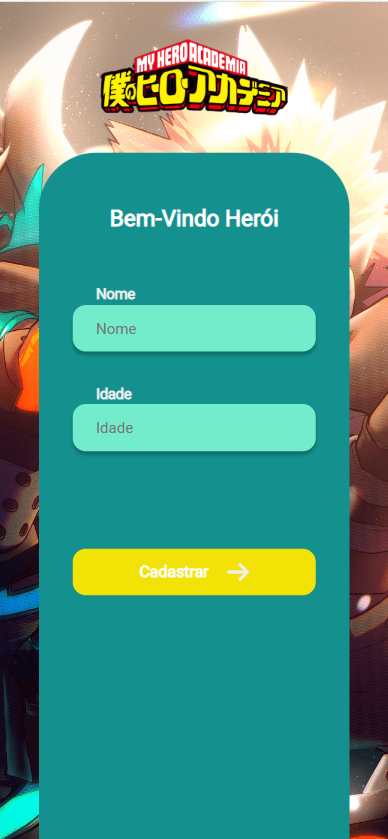 MY HERO ACADEMIA
僕のヒーローアカデミア
Bem-Vindo Herói
Nome
Nome
Idade
Idade
Cadastrar